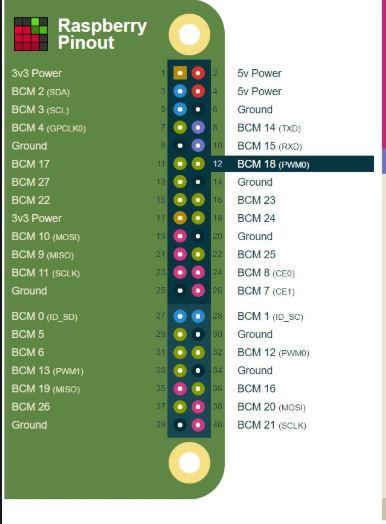 Raspberry
Pinout
3v3 Power 1 2 5v Power
BCM 2 (SDA) 3 4 5v Power
BCM 3 (SCL) 5 6 Ground
BCM 4 (GPCLK0) 7 8 BCM 14 (TXD)
Ground 9 10 BCM 15 (RXD)
BCM 17 11 12 BCM 18 (PWM0)
BCM 27 13 14 Ground
BCM 22 15 16 BCM 23
3v3 Power 17 18 BCM 24
BCM 10 (MOSI) 19 20 Ground
BCM 9 (MISO) 21 22 BCM 25
BCM 11 (SCLK) 23 24 BCM 8 (CE0)
Ground 25 26 BCM 7 (CE1)
BCM 0 (ID_SD) 27 28 BCM 1 (ID_SC)
BCM 5 29 30 Ground
BCM 6 31 32 BCM 12 (PWM0)
BCM 13 (PWM1) 33 34 Ground
BCM 19 (MISO) 35 36 BCM 16
BCM 26 37 38 BCM 20 (MOSI)
Ground 39 40 BCM 21 (SCLK)